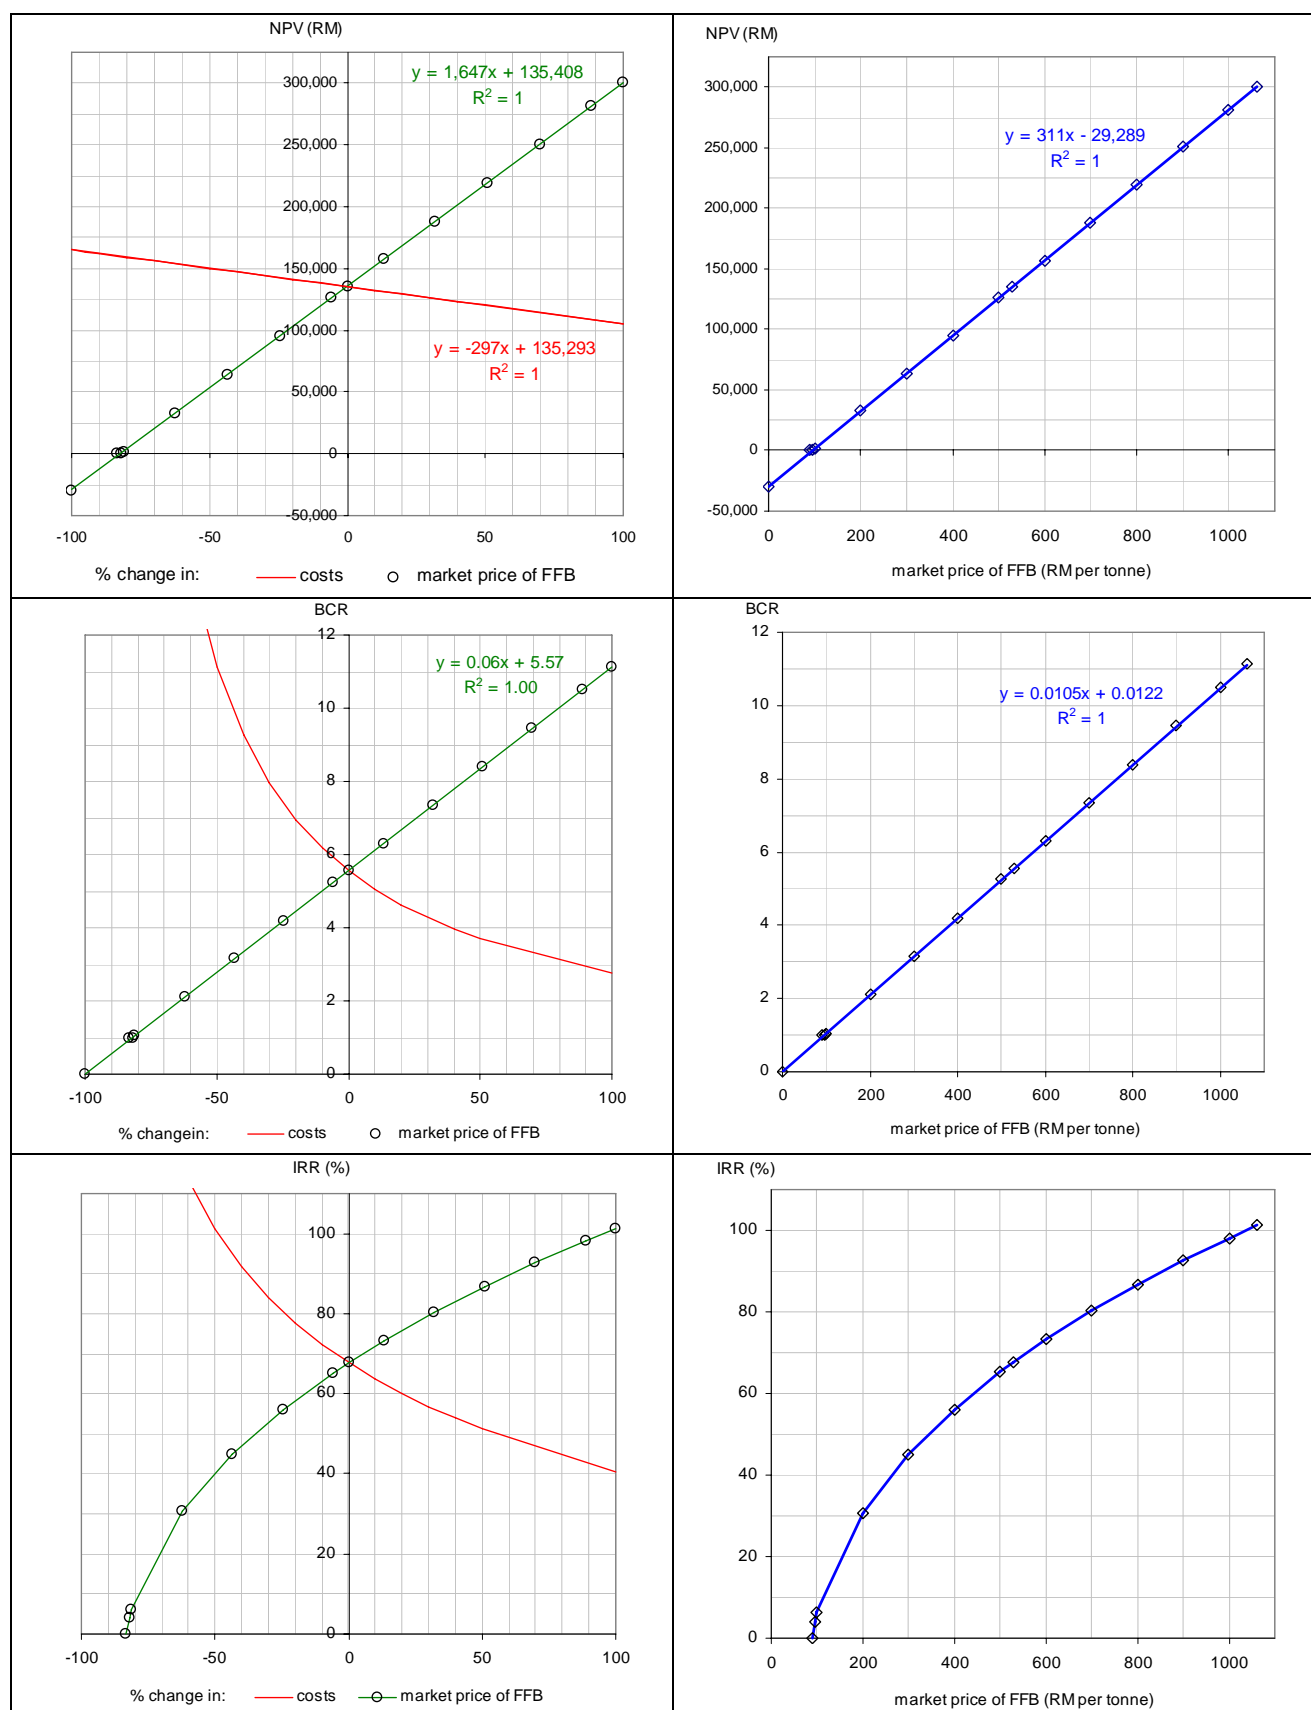 NPV (RM)
y = 1,647x + 135,408
R² = 1
300,000
250,000
200,000
150,000
100,000
50,000
0
-50,000
y = -297x + 135,293
R² = 1
-100 -50 0 50 100
% change in: costs market price of FFB
NPV (RM)
300,000
250,000
200,000
150,000
100,000
50,000
0
-50,000
y = 311x - 29,289
R² = 1
0 200 400 600 800 1000
market price of FFB (RM per tonne)
BCR
12
10
8
6
4
2
0
y = 0.06x + 5.57
R² = 1.00
-100 -50 0 50 100
% changein: costs market price of FFB
BCR
12
10
8
6
4
2
0
y = 0.0105x + 0.0122
R² = 1
0 200 400 600 800 1000
market price of FFB (RM per tonne)
IRR (%)
100
80
60
40
20
0
-100 -50 0 50 100
% change in: costs market price of FFB
IRR (%)
100
80
60
40
20
0
0 200 400 600 800 1000
market price of FFB (RM per tonne)